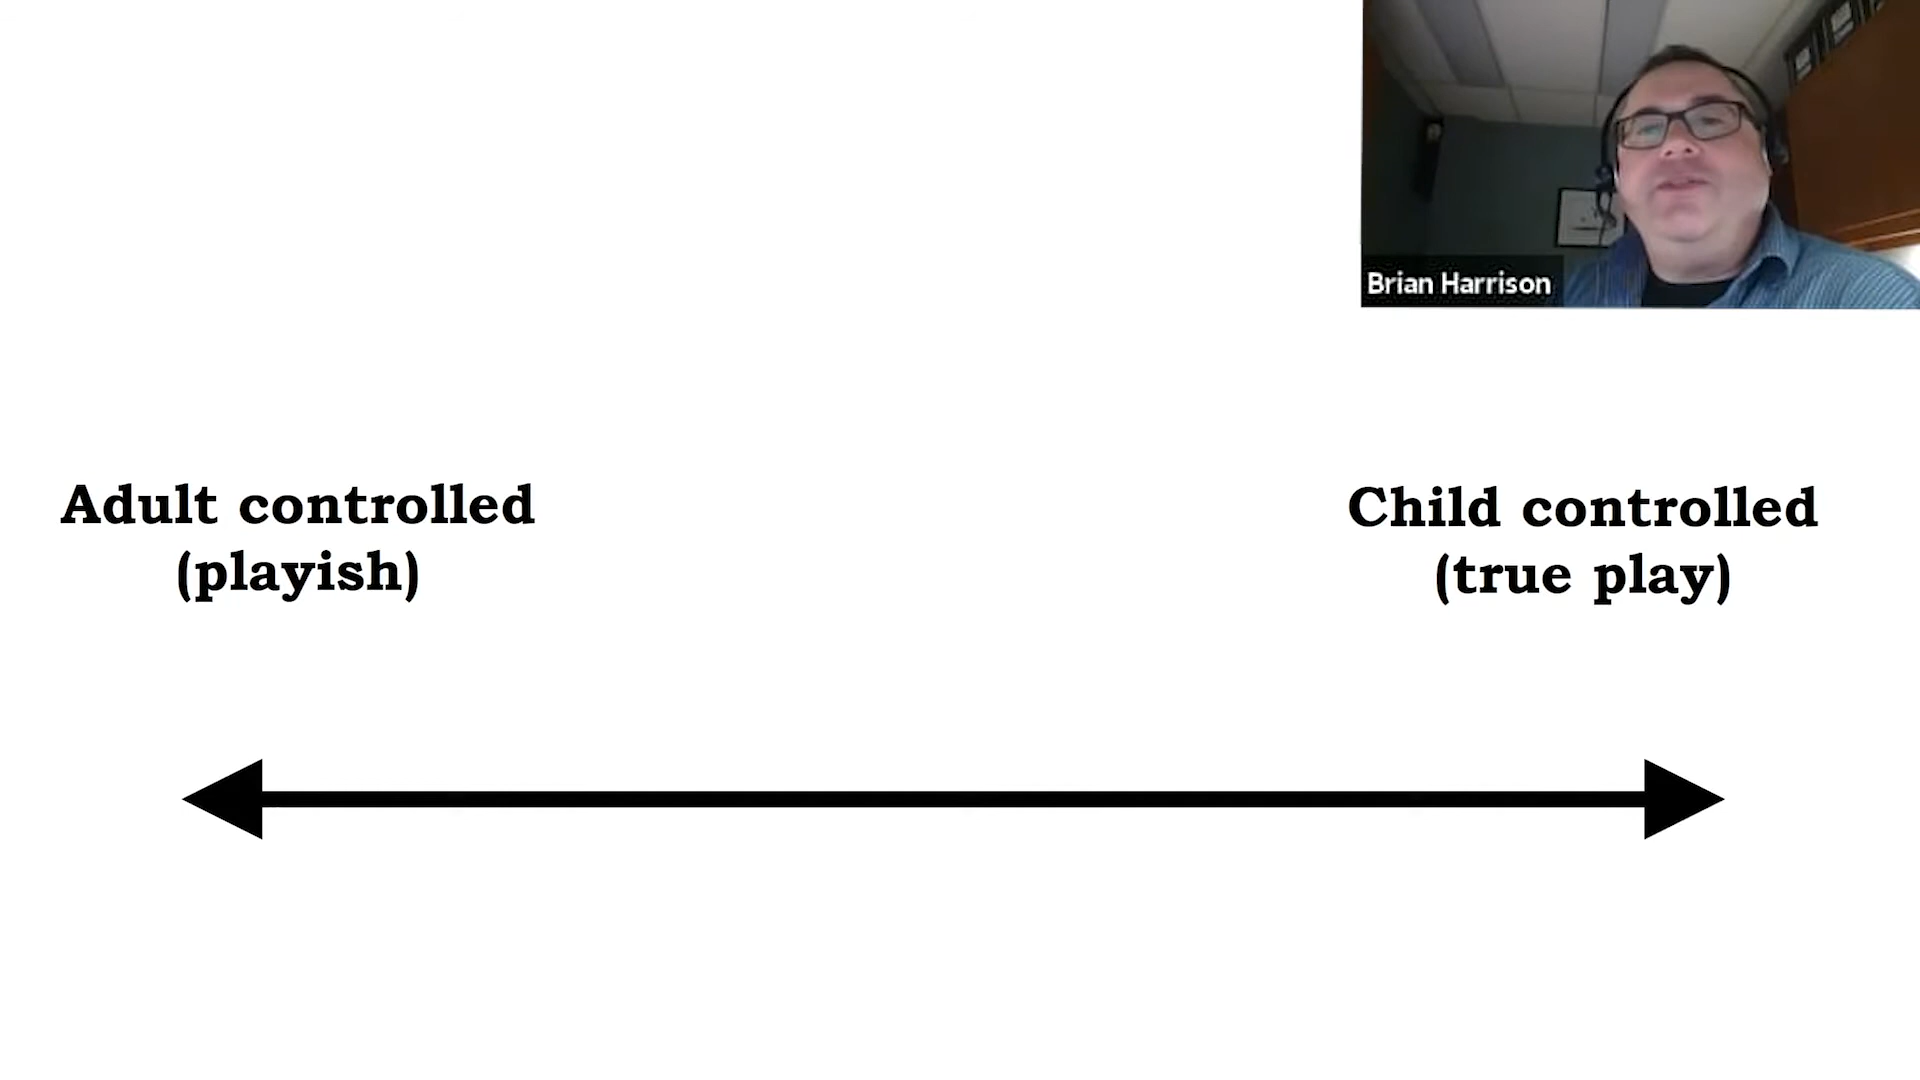 Brian Harrison
Adult controlled
(playish)
Child controlled
(true play)